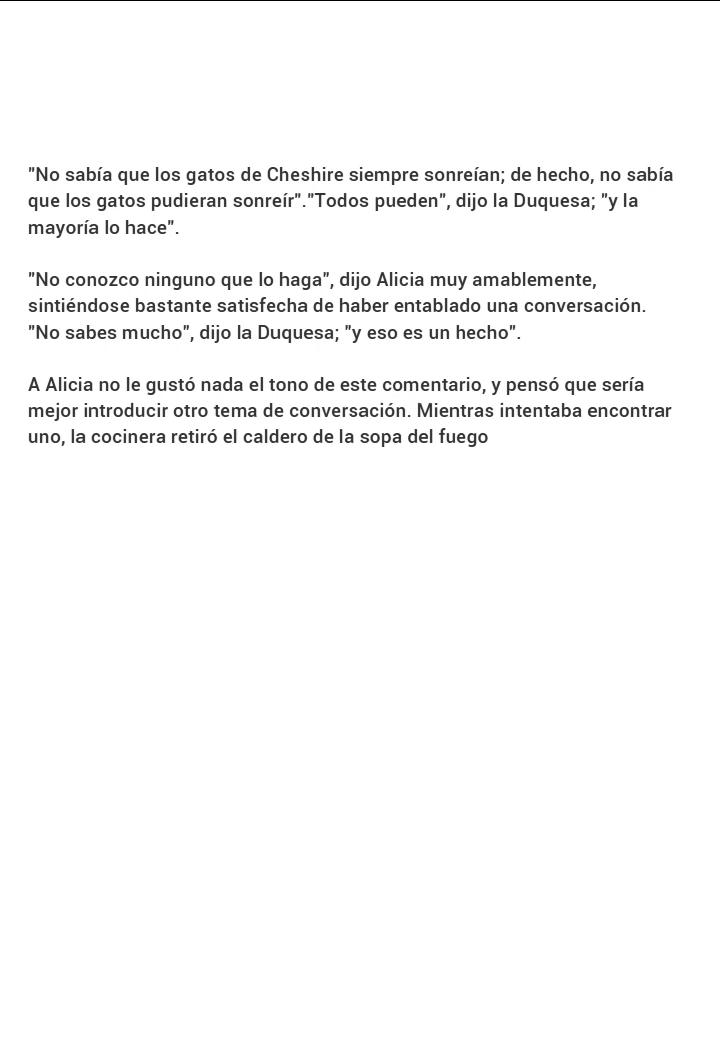 "No sabía que los gatos de Cheshire siempre sonreían; de hecho, no sabía
que los gatos pudieran sonreír"."Todos pueden", dijo la Duquesa; "y la
mayoría lo hace".
"No conozco ninguno que lo haga", dijo Alicia muy amablemente,
sintiéndose bastante satisfecha de haber entablado una conversación.
"No sabes mucho", dijo la Duquesa; "y eso es un hecho".
A Alicia no le gustó nada el tono de este comentario, y pensó que sería
mejor introducir otro tema de conversación. Mientras intentaba encontrar
uno, la cocinera retiró el caldero de la sopa del fuego